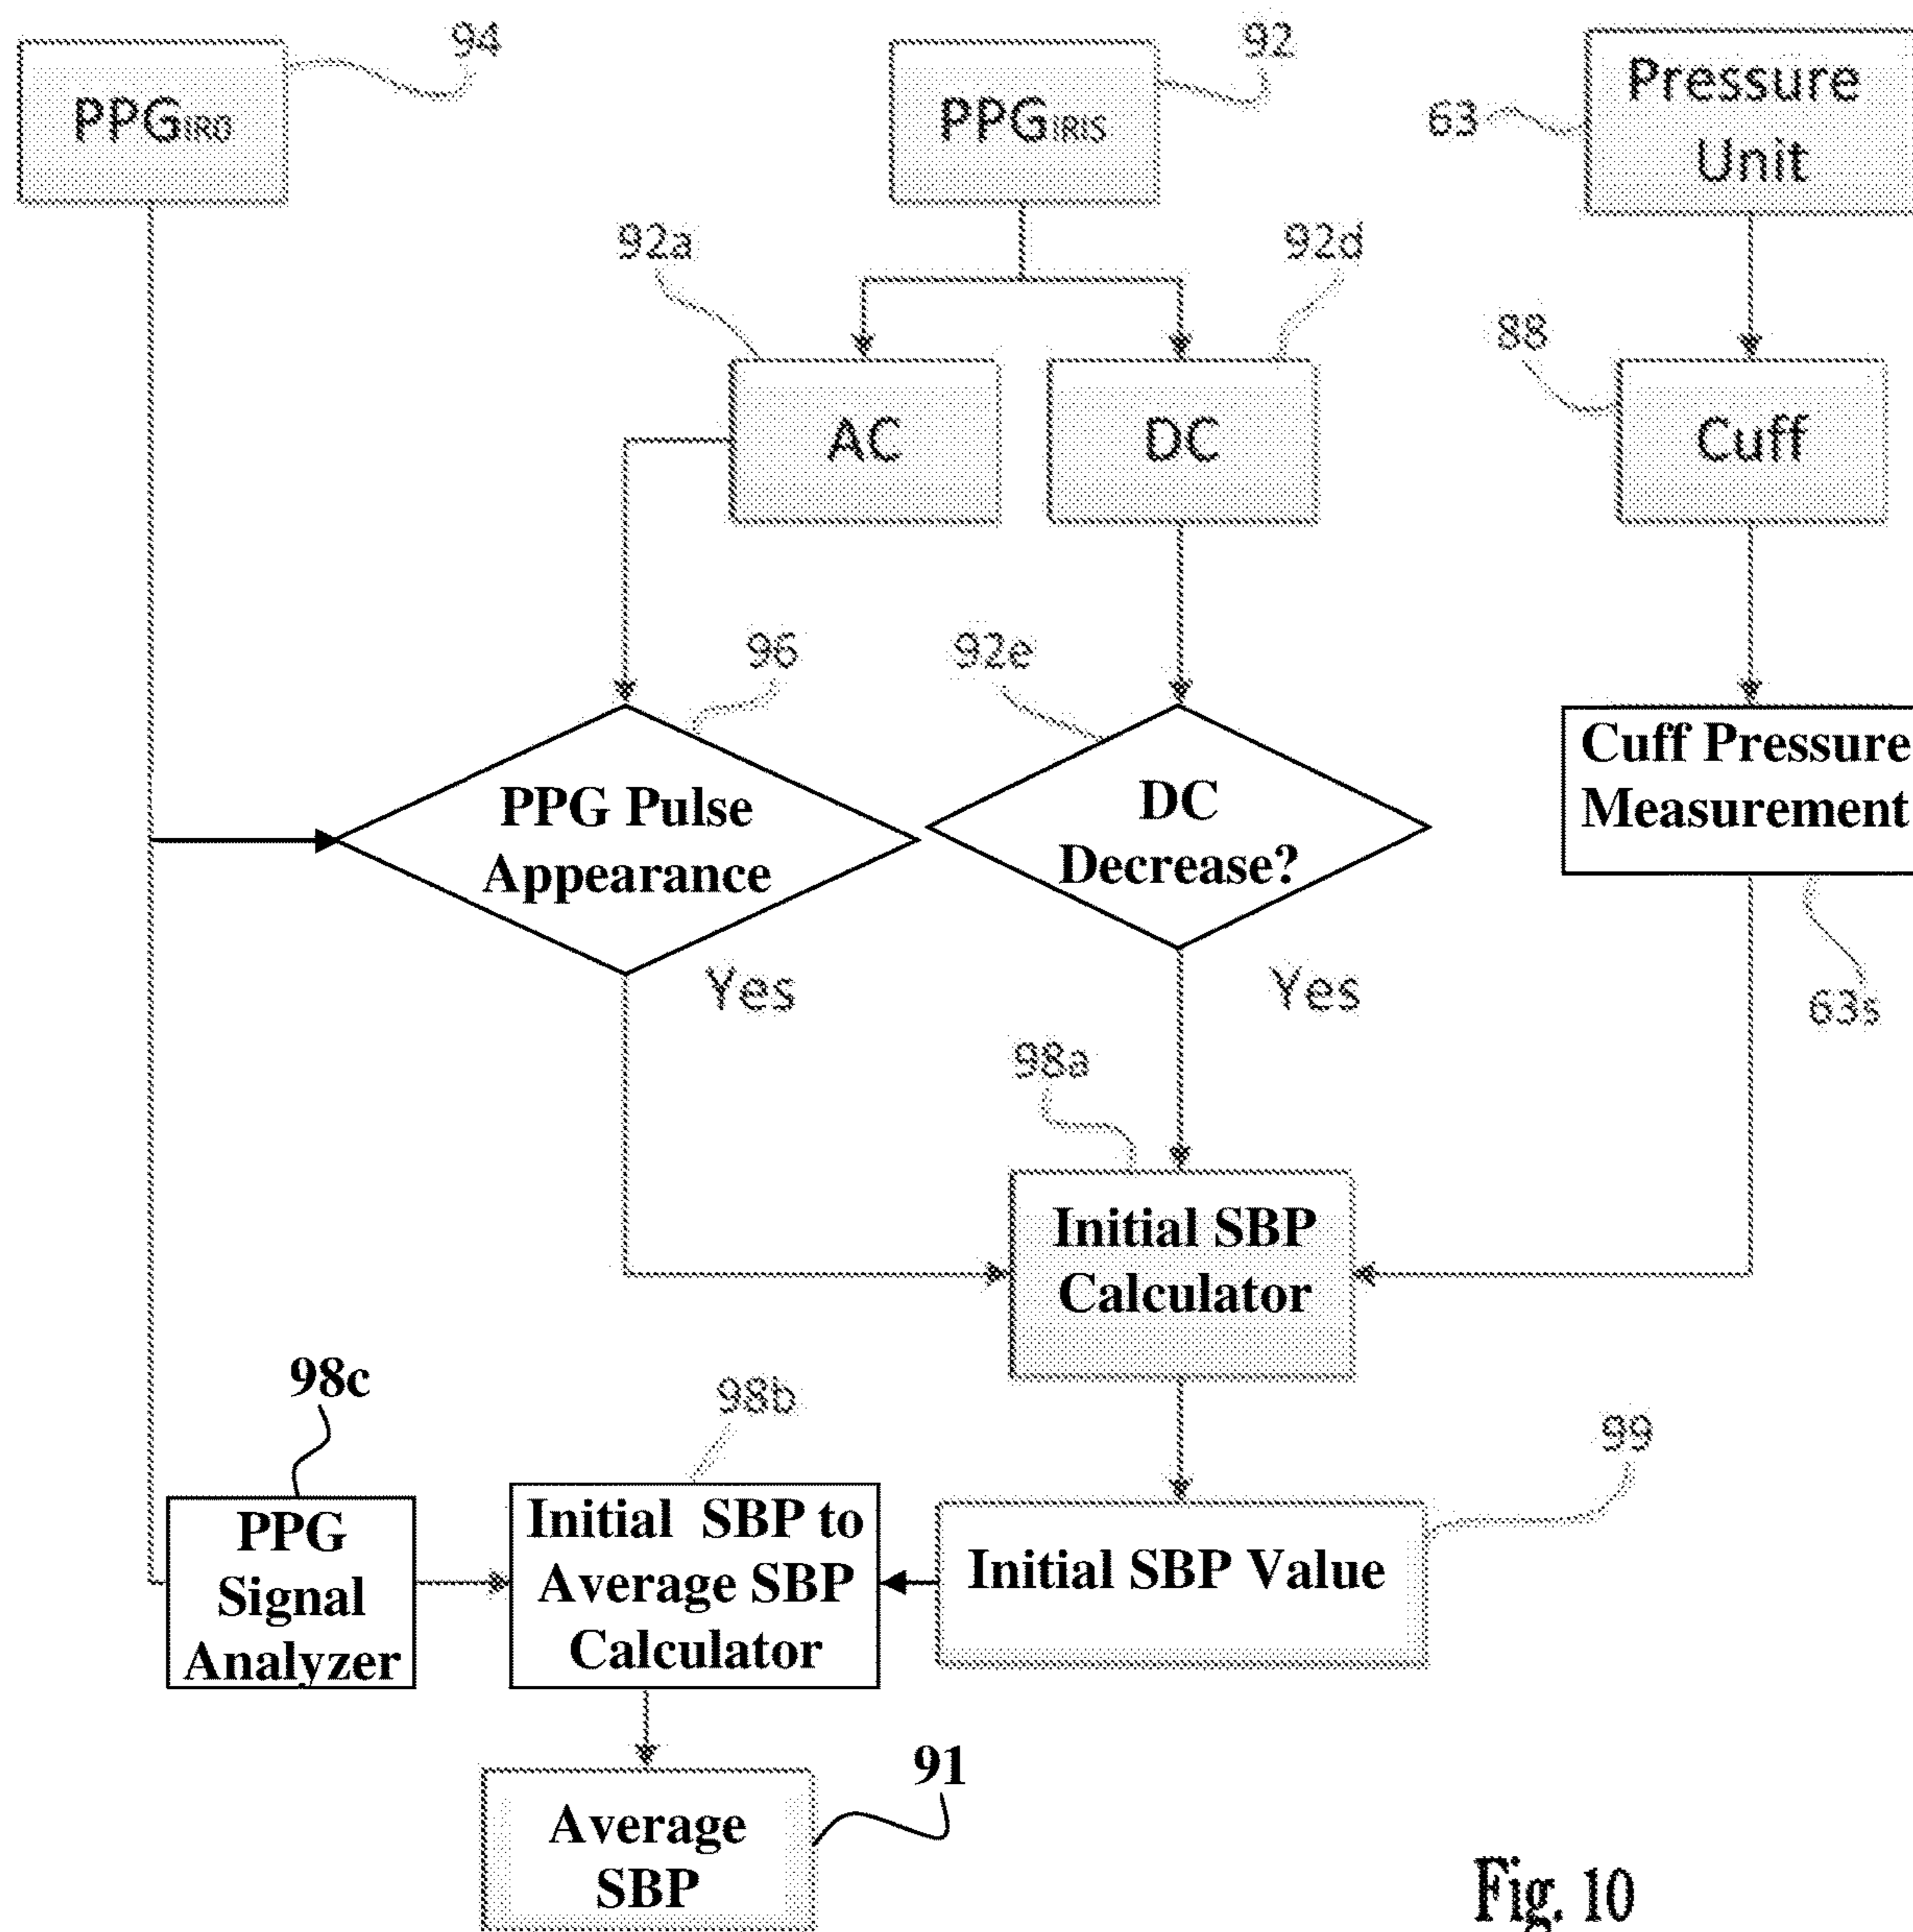 94
92
PPGIRO
PPGIRIS
63
Pressure
Unit
92a
92d
88
AC
DC
Cuff
96
92e
PPG Pulse
Appearance
DC
Decrease?
Cuff Pressure
Measurement
Yes
Yes
63s
98a
Initial SBP
Calculator
98c
98b
99
PPG
Signal
Analyzer
Initial SBP to
Average SBP
Calculator
Initial SBP Value
91
Average
SBP
Fig. 10